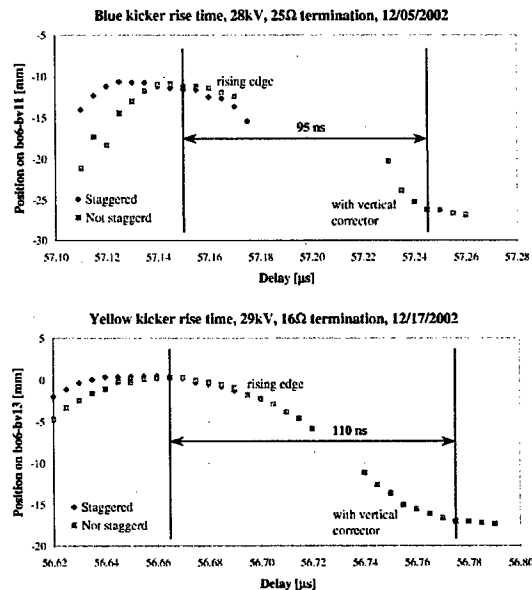 Blue kicker rise time, 28kV, 25Ω termination, 12/05/2002
Position on bo6-bv11 [mm]
0
-5
-10
-15
-20
-25
-30
rising edge
95 ns
Staggered
Not staggerd
with vertical
corrector
57.10 57.12 57.14 57.16 57.18 57.20 57.22 57.24 57.26 57.28
Delay [µs]
Yellow kicker rise time, 29kV, 16Ω termination, 12/17/2002
Position on bo6-bv13 [mm]
5
0
-5
-10
-15
-20
rising edge
110 ns
Staggered
Not staggerd
with vertical
corrector
56.62 56.64 56.66 56.68 56.70 56.72 56.74 56.76 56.78 56.80
Delay [µs]